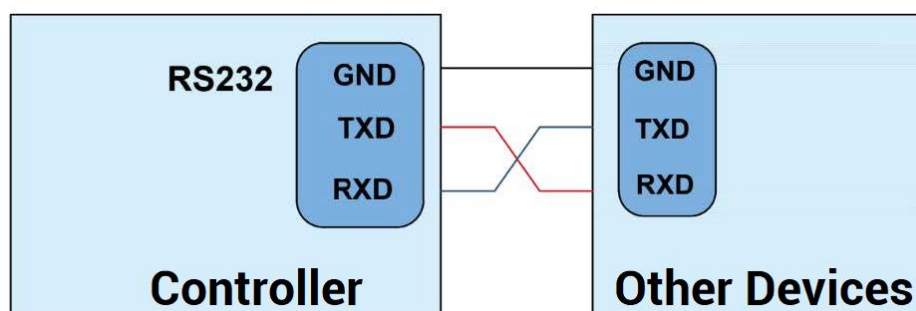 RS232
GND
TXD
RXD
Controller
GND
TXD
RXD
Other Devices